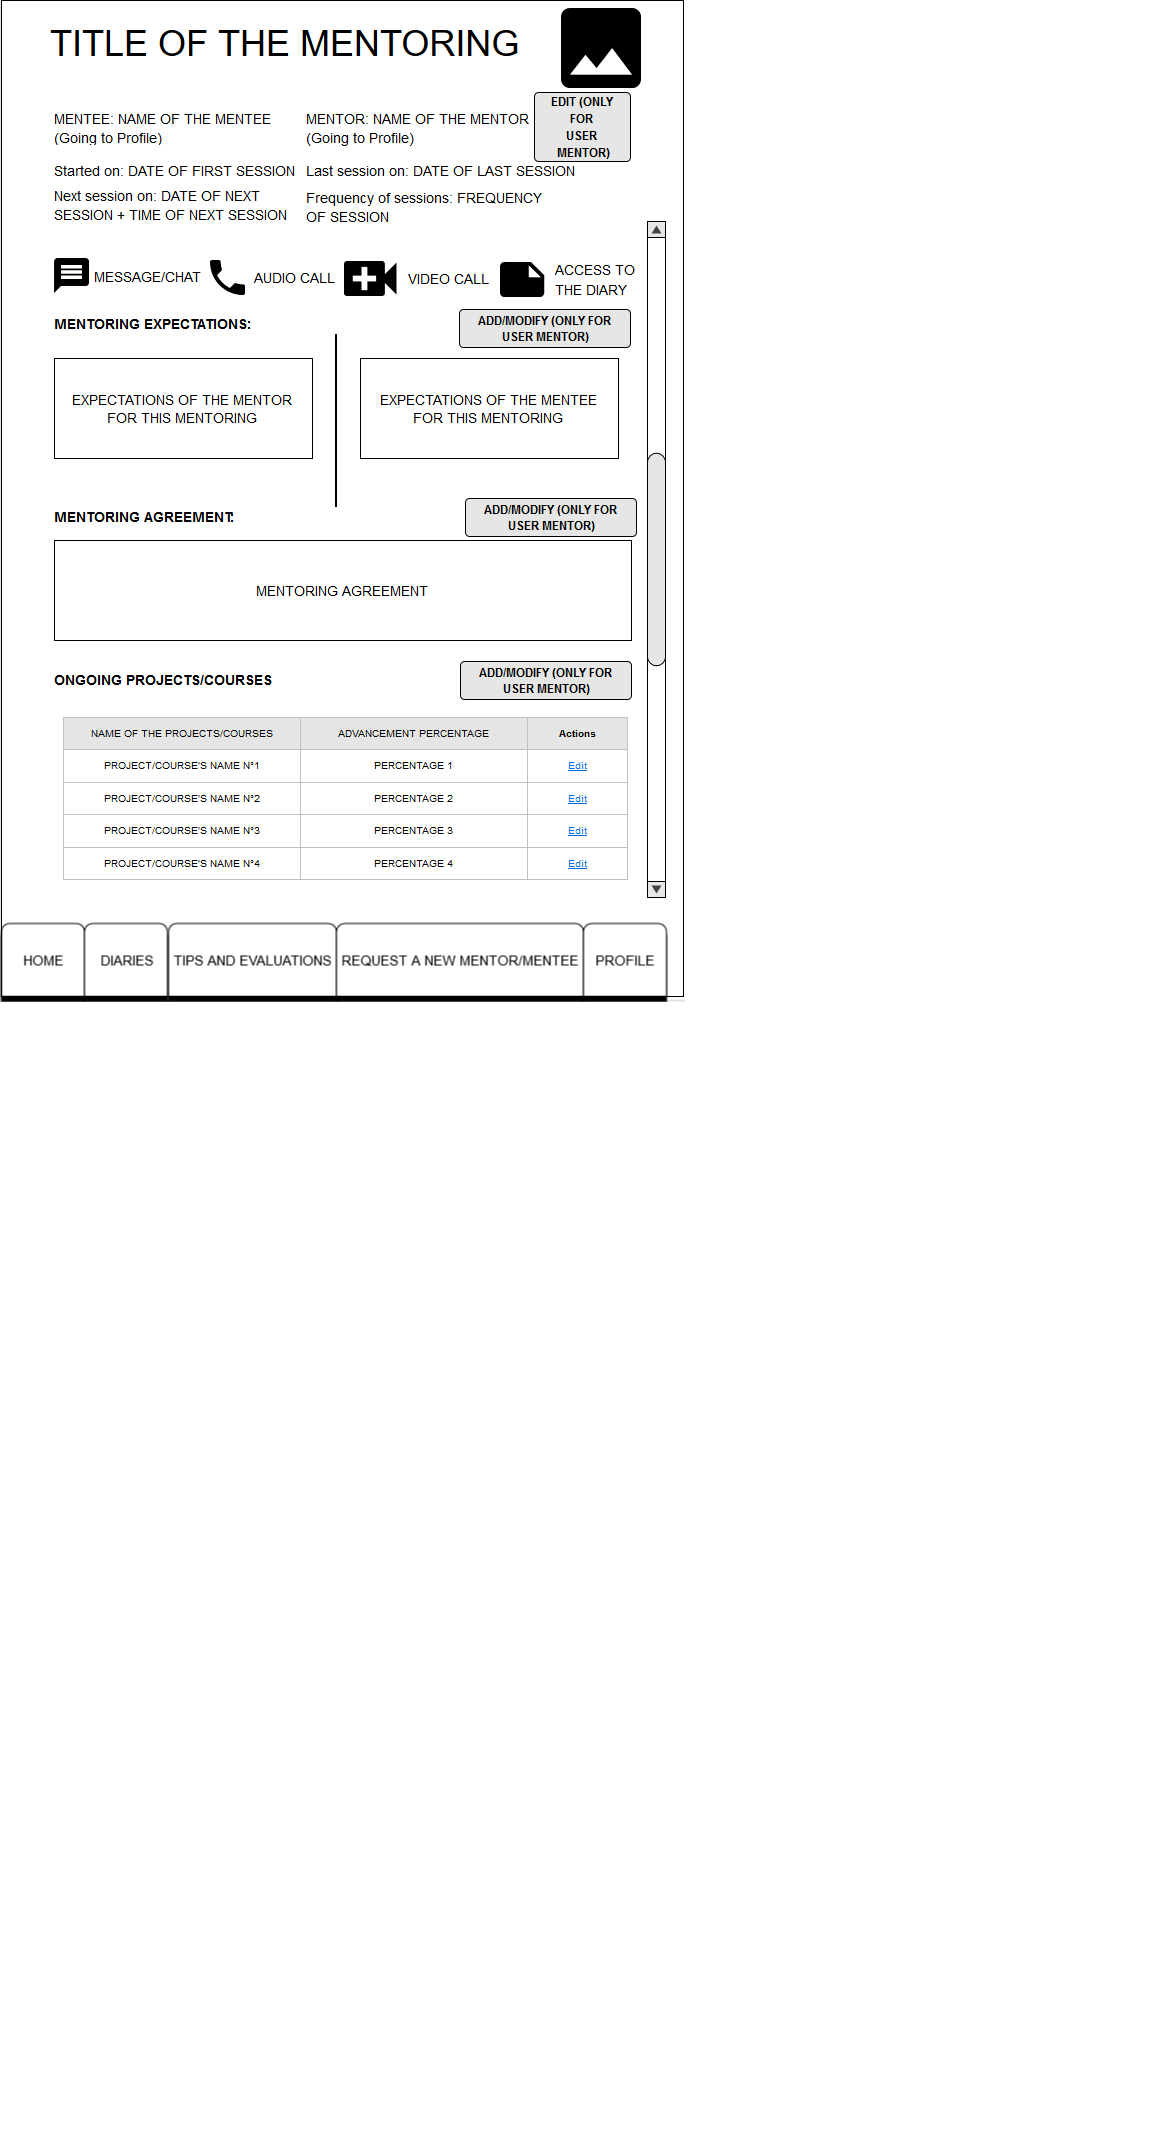 TITLE OF THE MENTORING
EDIT (ONLY
FOR
USER
MENTOR)
MENTEE: NAME OF THE MENTEE
(Going to Profile)
MENTOR: NAME OF THE MENTOR
(Going to Profile)
Started on: DATE OF FIRST SESSION
Last session on: DATE OF LAST SESSION
Next session on: DATE OF NEXT
SESSION + TIME OF NEXT SESSION
Frequency of sessions: FREQUENCY
OF SESSION
MESSAGE/CHAT
AUDIO CALL
VIDEO CALL
ACCESS TO
THE DIARY
MENTORING EXPECTATIONS:
ADD/MODIFY (ONLY FOR
USER MENTOR)
EXPECTATIONS OF THE MENTOR
FOR THIS MENTORING
EXPECTATIONS OF THE MENTEE
FOR THIS MENTORING
MENTORING AGREEMENT:
ADD/MODIFY (ONLY FOR
USER MENTOR)
MENTORING AGREEMENT
ONGOING PROJECTS/COURSES
ADD/MODIFY (ONLY FOR
USER MENTOR)
NAME OF THE PROJECTS/COURSES ADVANCEMENT PERCENTAGE Actions
PROJECT/COURSE'S NAME N°1 PERCENTAGE 1 Edit
PROJECT/COURSE'S NAME N°2 PERCENTAGE 2 Edit
PROJECT/COURSE'S NAME N°3 PERCENTAGE 3 Edit
PROJECT/COURSE'S NAME N°4 PERCENTAGE 4 Edit
HOME DIARIES TIPS AND EVALUATIONS REQUEST A NEW MENTOR/MENTEE PROFILE